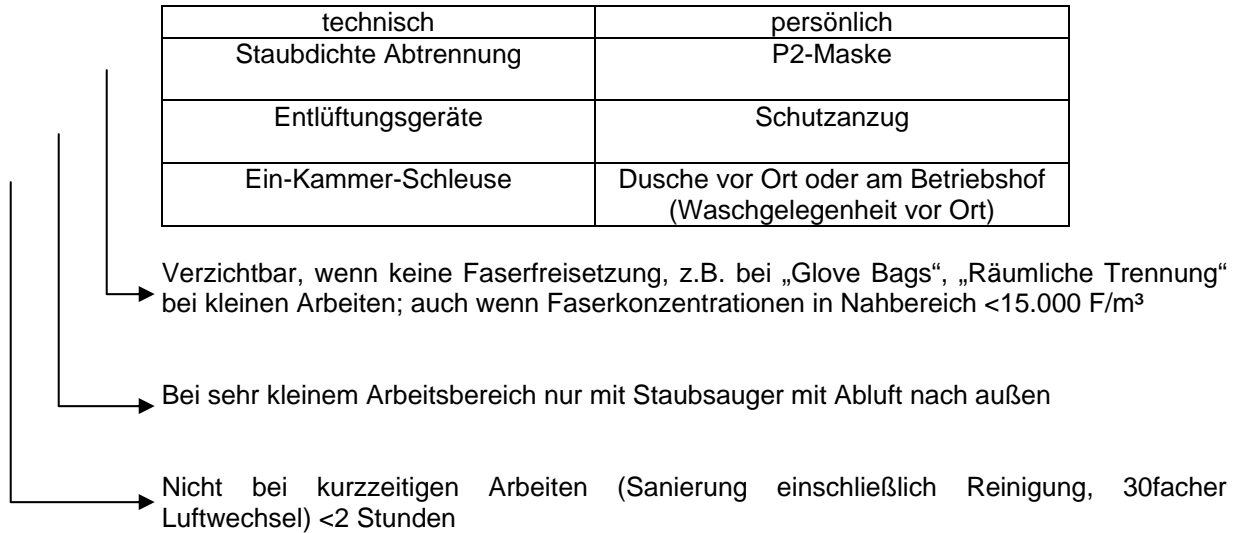 technisch persönlich
Staubdichte Abtrennung P2-Maske
Entlüftungsgeräte Schutzanzug
Ein-Kammer-Schleuse Dusche vor Ort oder am Betriebshof
(Waschgelegenheit vor Ort)
Verzichtbar, wenn keine Faserfreisetzung, z.B. bei „Glove Bags“, „Räumliche Trennung“
bei kleinen Arbeiten; auch wenn Faserkonzentrationen in Nahbereich <15.000 F/m³
Bei sehr kleinem Arbeitsbereich nur mit Staubsauger mit Abluft nach außen
Nicht bei kurzzeitigen Arbeiten (Sanierung einschließlich Reinigung, 30facher
Luftwechsel) <2 Stunden